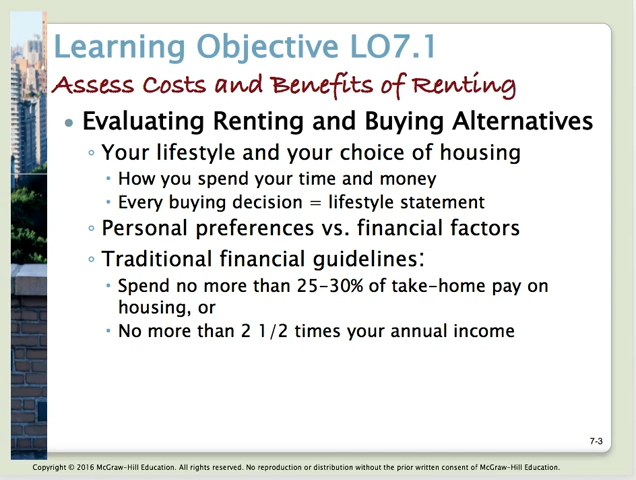 Learning Objective LO7.1
Assess Costs and Benefits of Renting
• Evaluating Renting and Buying Alternatives
◦ Your lifestyle and your choice of housing
• How you spend your time and money
• Every buying decision = lifestyle statement
◦ Personal preferences vs. financial factors
◦ Traditional financial guidelines:
• Spend no more than 25-30% of take-home pay on
housing, or
• No more than 2 1/2 times your annual income
7-3
Copyright © 2016 McGraw-Hill Education. All rights reserved. No reproduction or distribution without the prior written consent of McGraw-Hill Education.